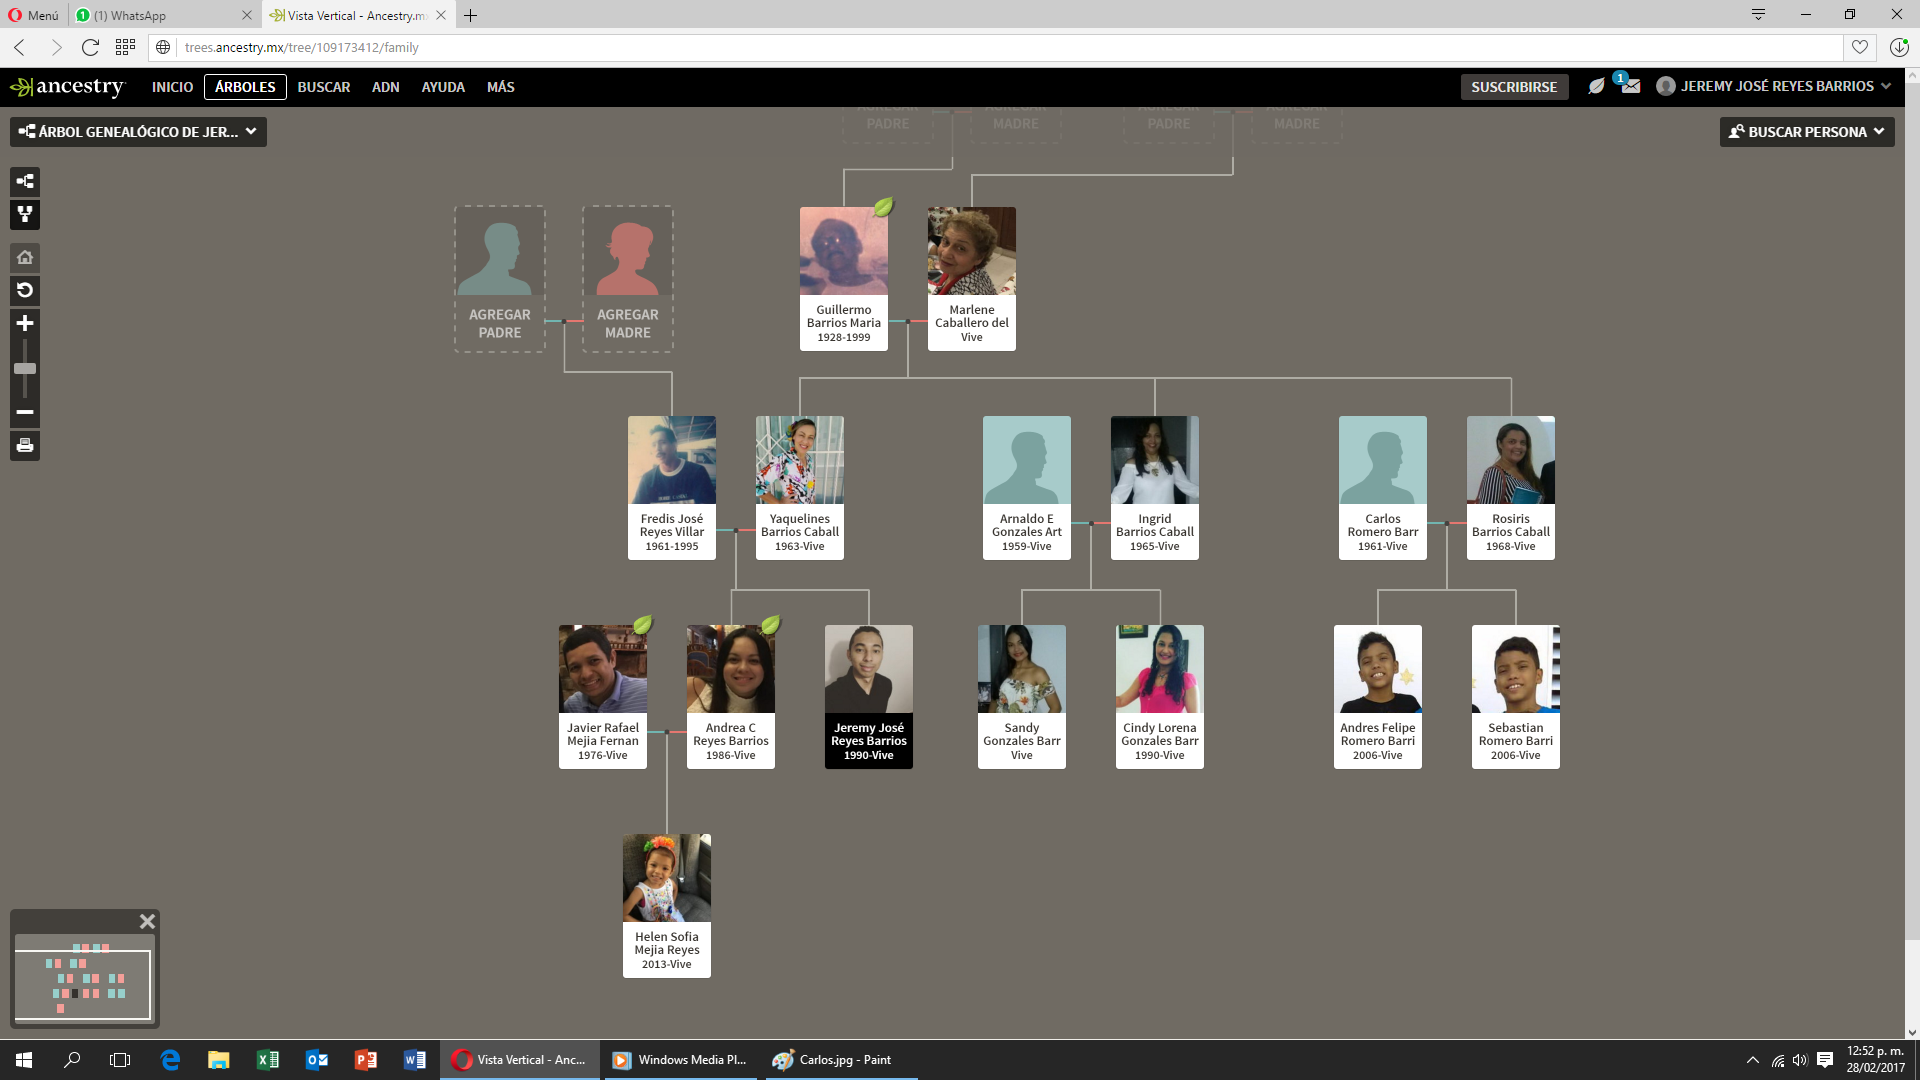 Menú
(1) WhatsApp
Vista Vertical - Ancestry.m
trees.ancestry.mx/tree/109173412/family
ancestry
INICIO
ÁRBOLES
BUSCAR
ADN
AYUDA
MÁS
SUSCRIBIRSE
1
JEREMY JOSÉ REYES BARRIOS
ÁRBOL GENEALÓGICO DE JER...
BUSCAR PERSONA
AGREGAR
PADRE
AGREGAR
MADRE
AGREGAR
PADRE
AGREGAR
MADRE
AGREGAR
PADRE
AGREGAR
MADRE
Guillermo
Barrios Maria
1928-1999
Marlene
Caballero del
Vive
Fredis José
Reyes Villar
1961-1995
Yaquelines
Barrios Caball
1963-Vive
Arnaldo E
Gonzales Art
1959-Vive
Ingrid
Barrios Caball
1965-Vive
Carlos
Romero Barr
1961-Vive
Rosiris
Barrios Caball
1968-Vive
Javier Rafael
Mejia Fernan
1976-Vive
Andrea C
Reyes Barrios
1986-Vive
Jeremy José
Reyes Barrios
1990-Vive
Sandy
Gonzales Barr
Vive
Cindy Lorena
Gonzales Barr
1990-Vive
Andres Felipe
Romero Barri
2006-Vive
Sebastian
Romero Barri
2006-Vive
Helen Sofia
Mejia Reyes
2013-Vive
Vista Vertical - Anc...
Windows Media Pl...
Carlos.jpg - Paint
12:52 p. m.
28/02/2017